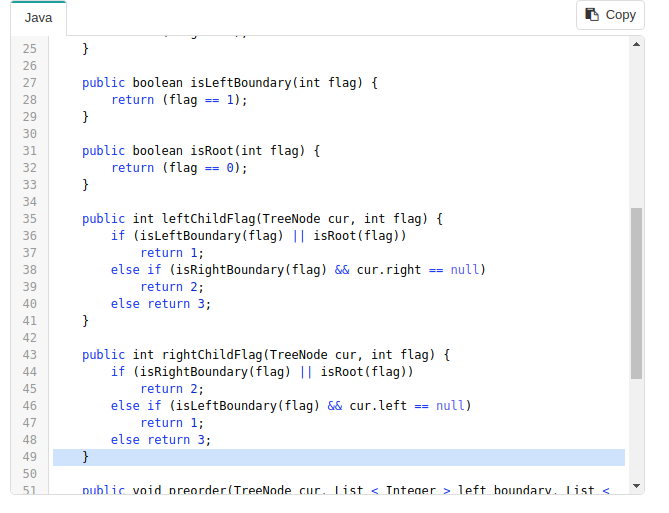 Java
Copy
25 }
26
27 public boolean isLeftBoundary(int flag) {
28 return (flag == 1);
29 }
30
31 public boolean isRoot(int flag) {
32 return (flag == 0);
33 }
34
35 public int leftChildFlag(TreeNode cur, int flag) {
36 if (isLeftBoundary(flag) || isRoot(flag))
37 return 1;
38 else if (isRightBoundary(flag) && cur.right == null)
39 return 2;
40 else return 3;
41 }
42
43 public int rightChildFlag(TreeNode cur, int flag) {
44 if (isRightBoundary(flag) || isRoot(flag))
45 return 2;
46 else if (isLeftBoundary(flag) && cur.left == null)
47 return 1;
48 else return 3;
49 }
50
51 public void preorder(TreeNode cur, List < Integer > left_boundary, List <